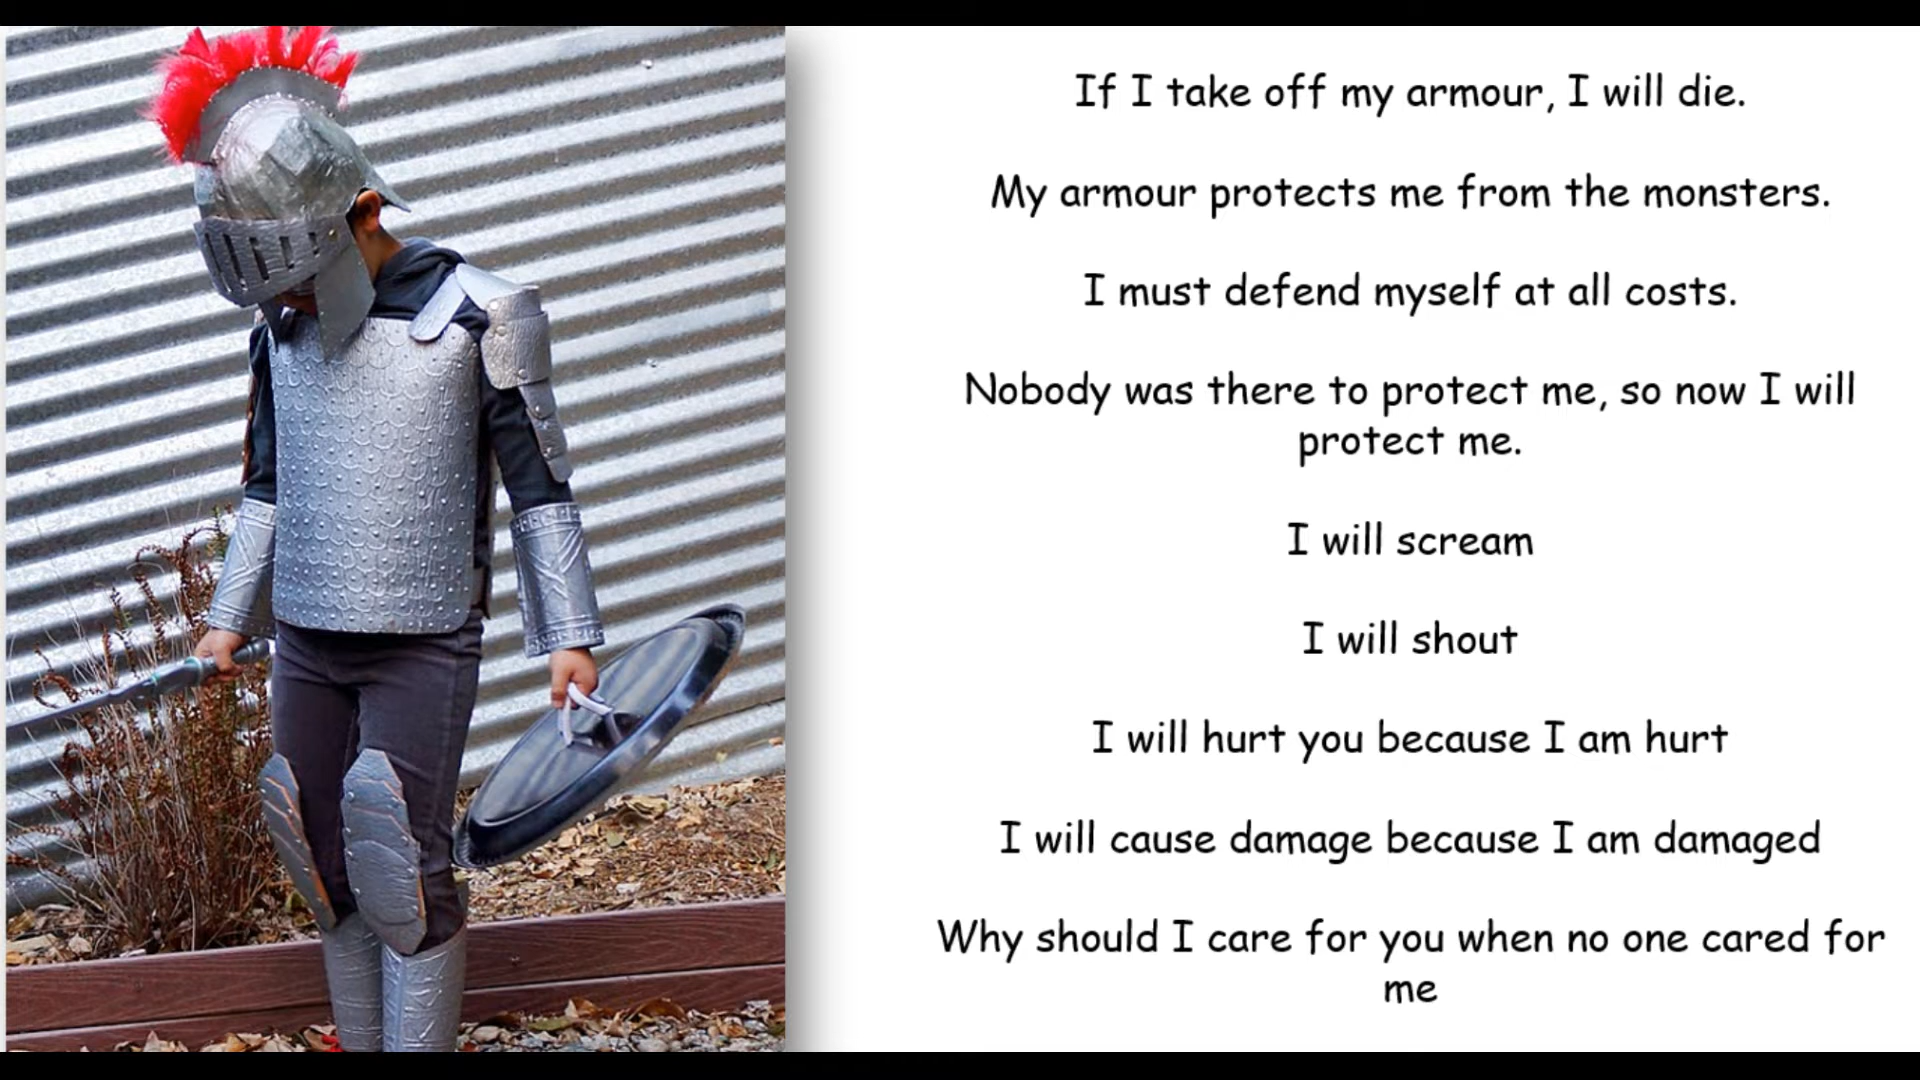 If I take off my armour, I will die.
My armour protects me from the monsters.
I must defend myself at all costs.
Nobody was there to protect me, so now I will
protect me.
I will scream
I will shout
I will hurt you because I am hurt
I will cause damage because I am damaged
Why should I care for you when no one cared for
me